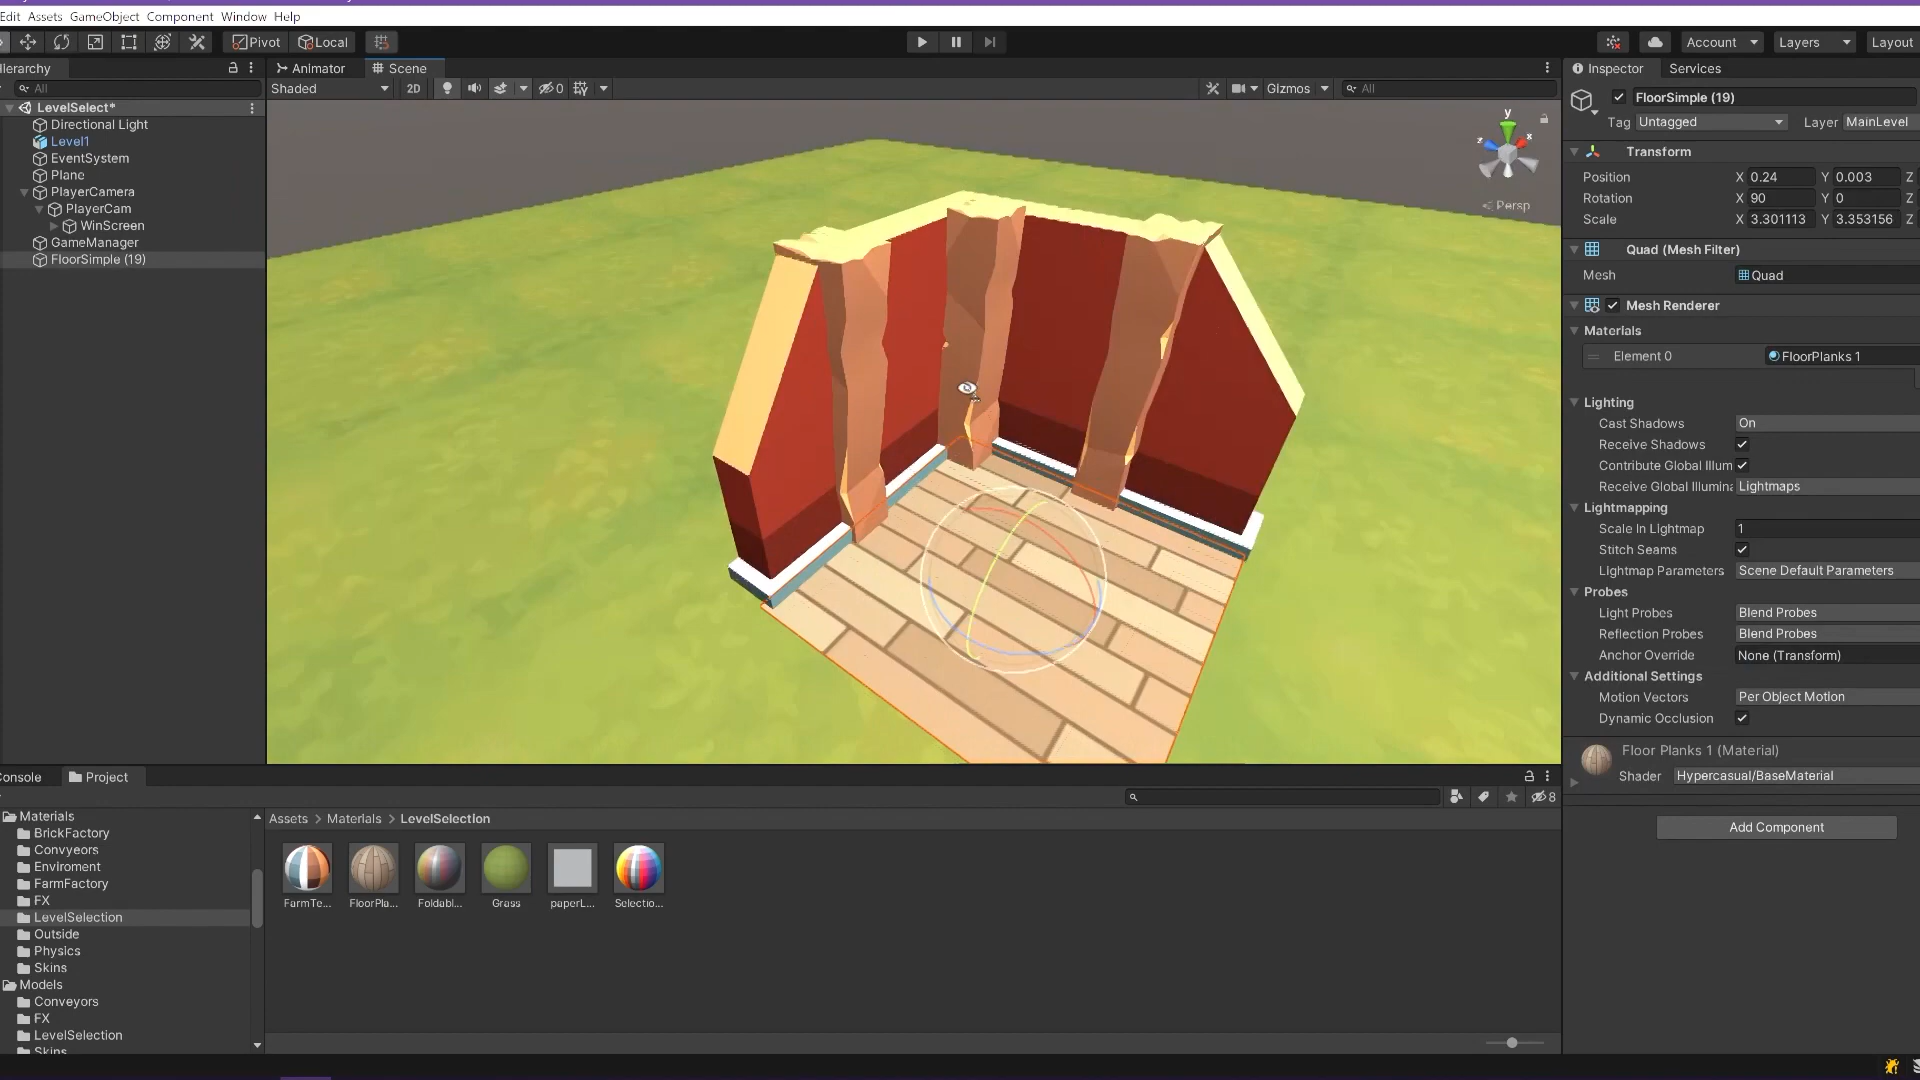 Edit Assets GameObject Component Window Help
Pivot Local
Account Layers Layout
Hierarchy
All
LevelSelect*
Directional Light
Level1
EventSystem
Plane
PlayerCamera
PlayerCam
WinScreen
GameManager
FloorSimple (19)
Animator Scene
Shaded 2D 0 Gizmos All
y
z x
Persp
Inspector Services
FloorSimple (19)
Tag Untagged Layer MainLevel
Transform
Position X 0.24 Y 0.003 Z
Rotation X 90 Y 0 Z
Scale X 3.301113 Y 3.353156 Z
Quad (Mesh Filter)
Mesh Quad
Mesh Renderer
Materials
Element 0 FloorPlanks 1
Lighting
Cast Shadows On
Receive Shadows
Contribute Global Illum
Receive Global Illumina Lightmaps
Lightmapping
Scale In Lightmap 1
Stitch Seams
Lightmap Parameters Scene Default Parameters
Probes
Light Probes Blend Probes
Reflection Probes Blend Probes
Anchor Override None (Transform)
Additional Settings
Motion Vectors Per Object Motion
Dynamic Occlusion
Floor Planks 1 (Material)
Shader Hypercasual/BaseMaterial
Add Component
Console Project
8
Materials
BrickFactory
Convyeors
Enviroment
FarmFactory
FX
LevelSelection
Outside
Physics
Skins
Models
Conveyors
FX
LevelSelection
Skins
Assets > Materials > LevelSelection
FarmTe... FloorPla... Foldabl... Grass paperL... Selectio...